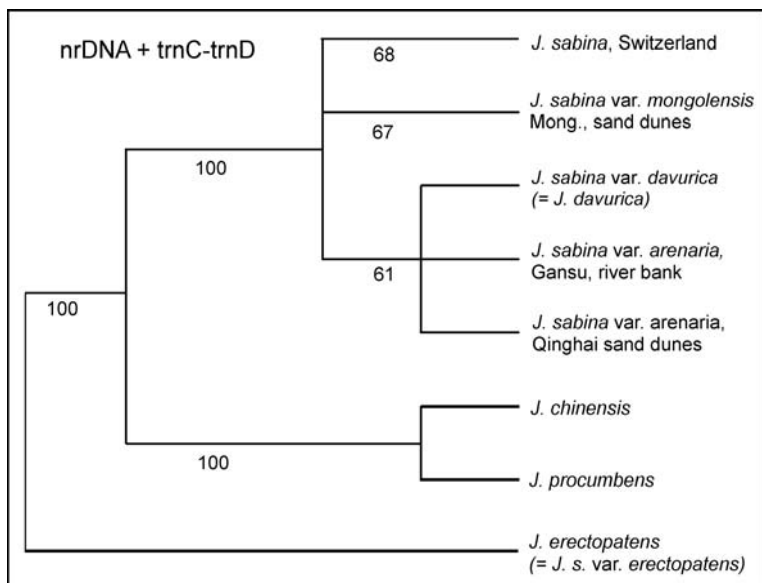 nrDNA + trnC-trnD
J. sabina, Switzerland
68
J. sabina var. mongolensis
Mong., sand dunes
67
100
J. sabina var. davurica
(= J. davurica)
J. sabina var. arenaria,
Gansu, river bank
61
100
J. sabina var. arenaria,
Qinghai sand dunes
J. chinensis
100
J. procumbens
J. erectopatens
(= J. s. var. erectopatens)